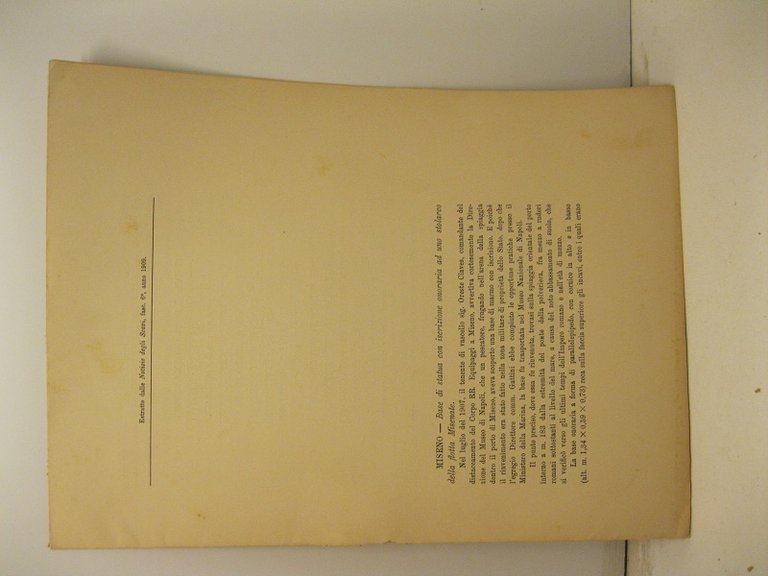 Estratto dalle Notizie degli Scavi, fasc. 6°, anno 1909.
MISENO — Base di statua con iscrizione onoraria ad uno stolarco
della flotta Misenate.
Nel luglio del 1907, il tenente di vascello sig. Oreste Claves, comandante del
distaccamento del Corpo RR. Equipaggi a Miseno, avvertiva cortesemente la Dire-
zione del Museo di Napoli, che un pescatore, frugando nell'arena della spiaggia
dentro il porto di Miseno, aveva scoperto una base di marmo con iscrizione. E poichè
il rinvenimento era stato fatto nella zona militare di proprietà dello Stato, dopo che
l'egregio Direttore comm. Gattini ebbe compiute le opportune pratiche presso il
Ministero della Marina, la base fu trasportata nel Museo Nazionale di Napoli.
Il punto preciso, dove essa fu rinvenuta, trovasi sulla spiaggia orientale del porto
interno a m. 183 dalla estremità del ponte della polveriera, fra mezzo a ruderi
romani sottostanti al livello del mare, a causa del noto abbassamento di suolo, che
si verificò verso gli ultimi tempi dell'Impero romano e nell'età di mezzo.
La base onoraria a forma di parallelepipedo, con cornice in alto e in basso
(alt. m. 1,34 × 0,59 × 0,73) reca sulla faccia superiore gli incavi, entro i quali erano